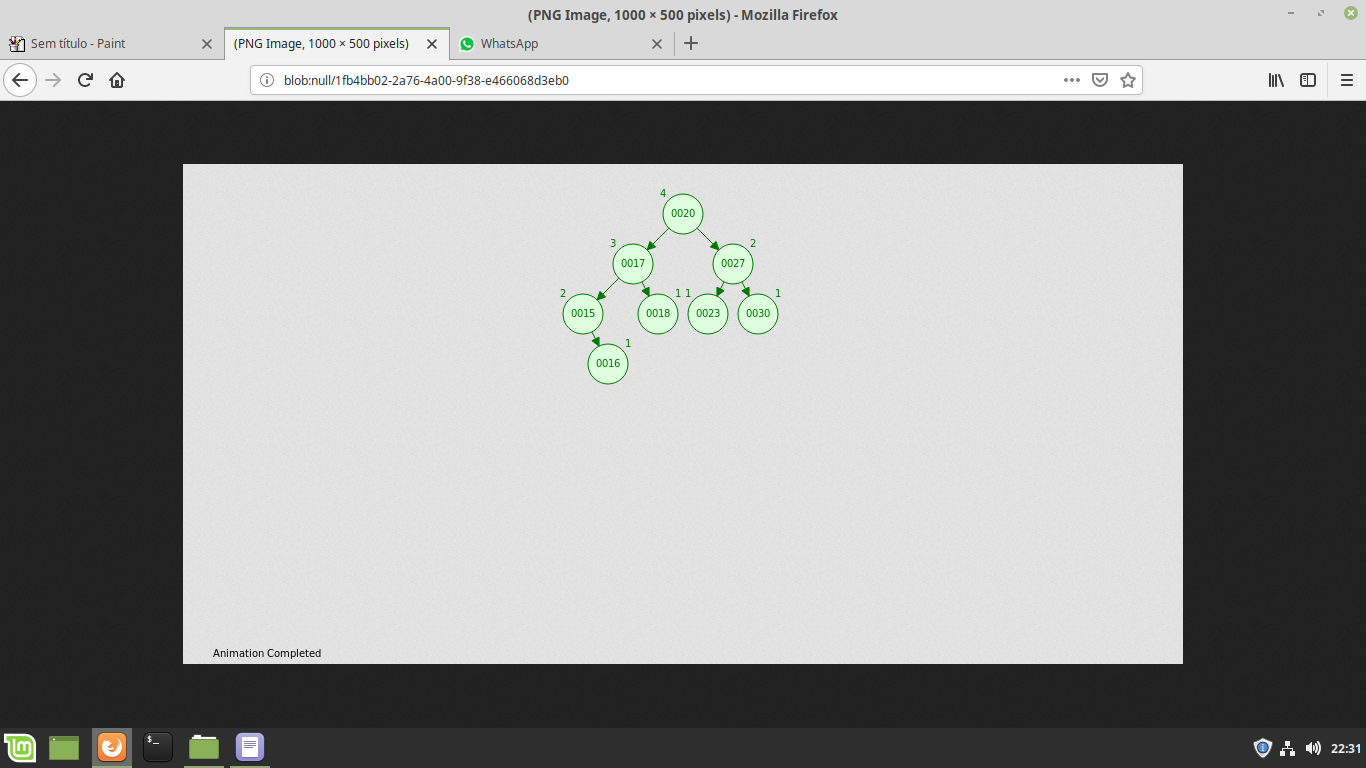 (PNG Image, 1000 × 500 pixels) - Mozilla Firefox
Sem título - Paint
(PNG Image, 1000 × 500 pixels)
WhatsApp
blob:null/1fb4bb02-2a76-4a00-9f38-e466068d3eb0
4
0020
3
0017
2
0027
2
0015
1
0018
1
0023
1
0030
1
0016
Animation Completed
22:31